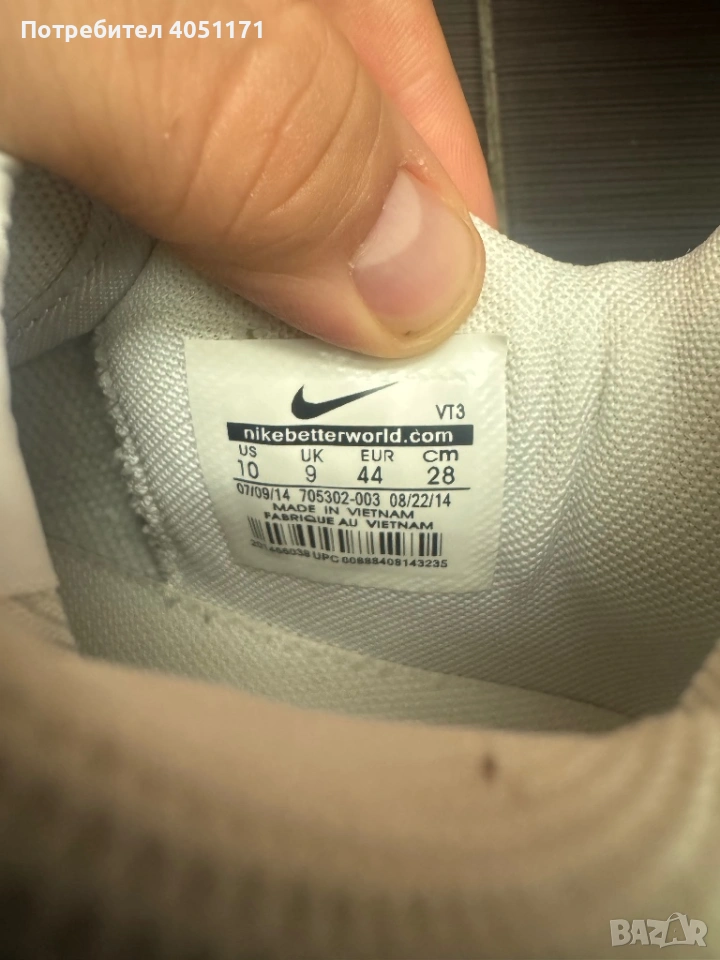 Потребител 4051171
VT3
nikebetterworld.com
US UK EUR cm
10 9 44 28
07/09/14 705302-003 08/22/14
MADE IN VIETNAM
FABRIQUE AU VIETNAM
UPC 00888408143235
BAZAR